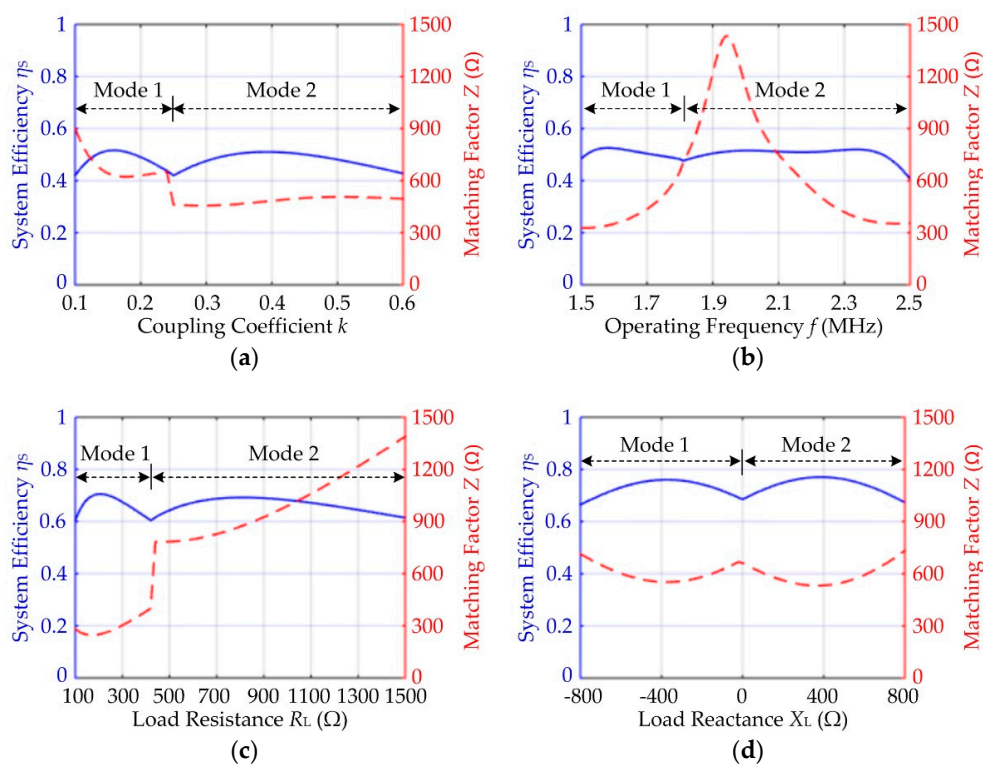 (a)
System Efficiency ηS
1
0.8
0.6
0.4
0.2
0
Mode 1
Mode 2
1500
1200
900
600
300
0
Matching Factor Z (Ω)
0.1 0.2 0.3 0.4 0.5 0.6
Coupling Coefficient k
(b)
System Efficiency ηS
1
0.8
0.6
0.4
0.2
0
Mode 1
Mode 2
1500
1200
900
600
300
0
Matching Factor Z (Ω)
1.5 1.7 1.9 2.1 2.3 2.5
Operating Frequency f (MHz)
(c)
System Efficiency ηS
1
0.8
0.6
0.4
0.2
0
Mode 1
Mode 2
1500
1200
900
600
300
0
Matching Factor Z (Ω)
100 300 500 700 900 1100 1300 1500
Load Resistance RL (Ω)
(d)
System Efficiency ηS
1
0.8
0.6
0.4
0.2
0
Mode 1
Mode 2
1500
1200
900
600
300
0
Matching Factor Z (Ω)
-800 -400 0 400 800
Load Reactance XL (Ω)